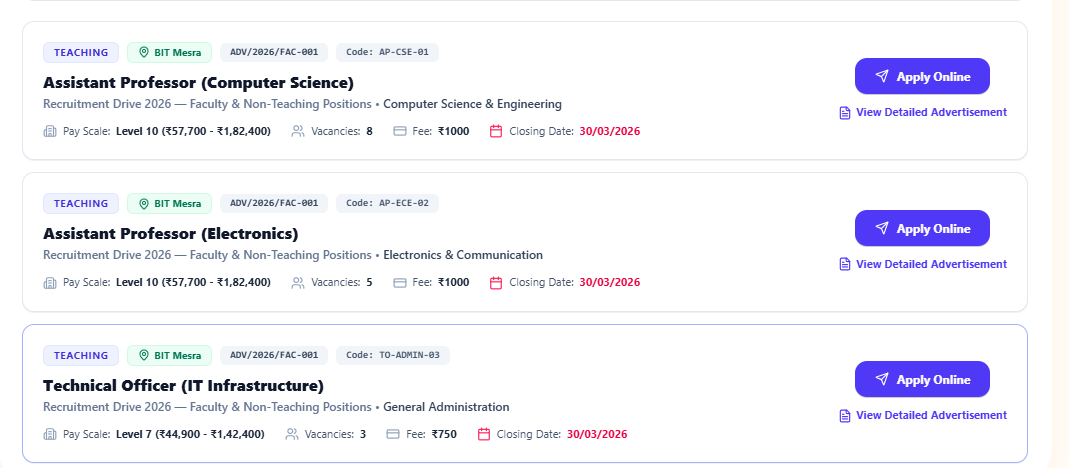 TEACHING BIT Mesra ADV/2026/FAC-001 Code: AP-CSE-01
Assistant Professor (Computer Science)
Recruitment Drive 2026 — Faculty & Non-Teaching Positions • Computer Science & Engineering
Pay Scale: Level 10 (₹57,700 - ₹1,82,400) Vacancies: 8 Fee: ₹1000 Closing Date: 30/03/2026
Apply Online
View Detailed Advertisement
TEACHING BIT Mesra ADV/2026/FAC-001 Code: AP-ECE-02
Assistant Professor (Electronics)
Recruitment Drive 2026 — Faculty & Non-Teaching Positions • Electronics & Communication
Pay Scale: Level 10 (₹57,700 - ₹1,82,400) Vacancies: 5 Fee: ₹1000 Closing Date: 30/03/2026
Apply Online
View Detailed Advertisement
TEACHING BIT Mesra ADV/2026/FAC-001 Code: TO-ADMIN-03
Technical Officer (IT Infrastructure)
Recruitment Drive 2026 — Faculty & Non-Teaching Positions • General Administration
Pay Scale: Level 7 (₹44,900 - ₹1,42,400) Vacancies: 3 Fee: ₹750 Closing Date: 30/03/2026
Apply Online
View Detailed Advertisement